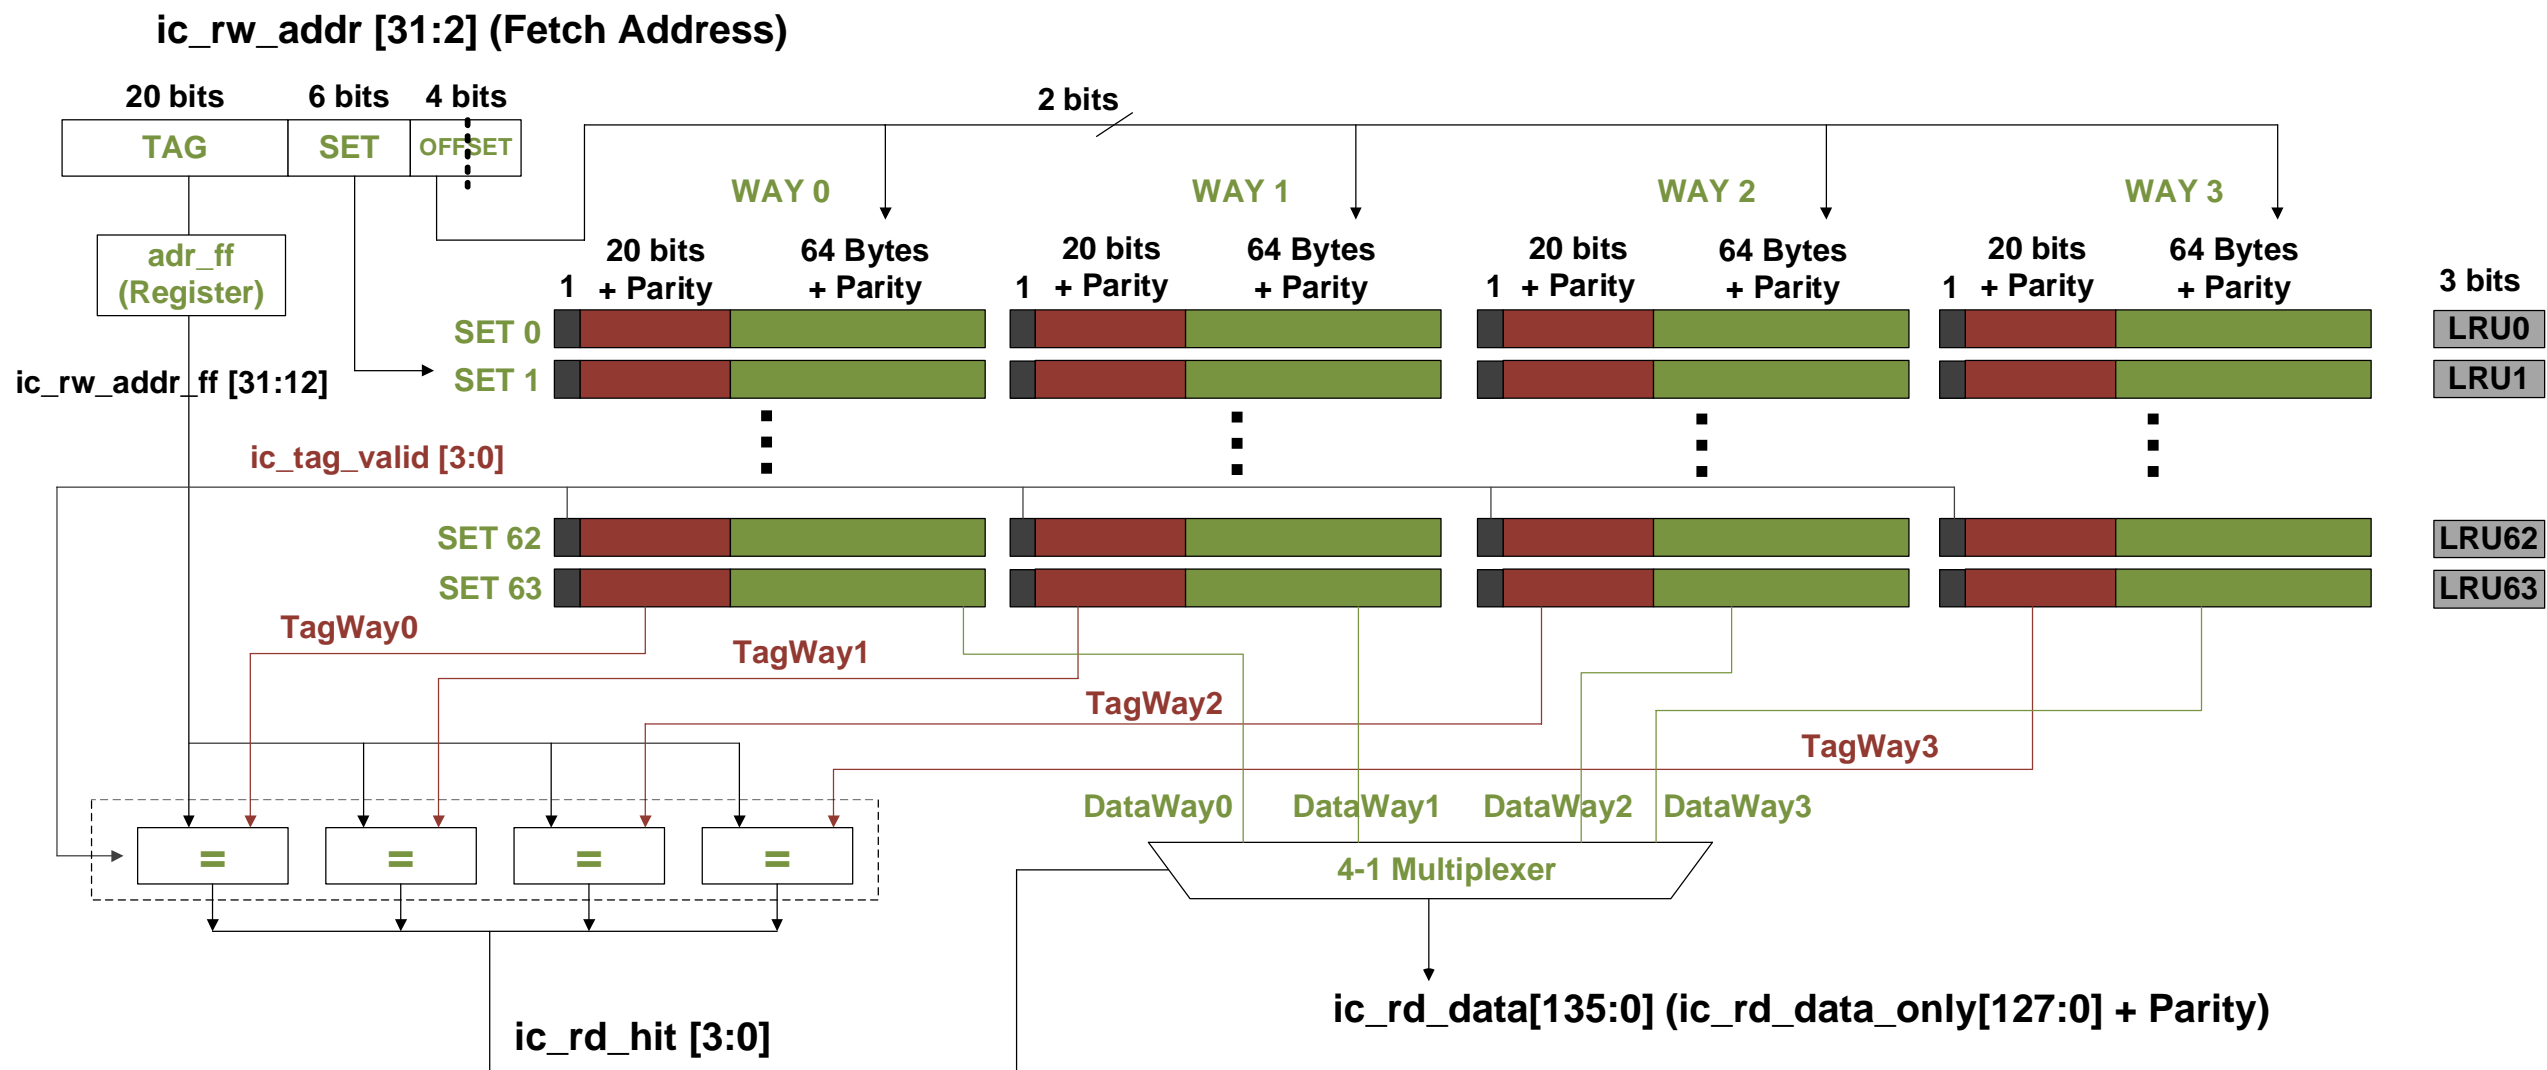 ic_rw_addr [31:2] (Fetch Address)
20 bits 6 bits 4 bits
2 bits
TAG SET OFFSET
WAY 0 WAY 1 WAY 2 WAY 3
adr_ff
(Register)
20 bits 64 Bytes 20 bits 64 Bytes 20 bits 64 Bytes 20 bits 64 Bytes
1 + Parity + Parity 1 + Parity + Parity 1 + Parity + Parity 1 + Parity + Parity 3 bits
SET 0 LRU0
ic_rw_addr_ff [31:12] SET 1 LRU1
ic_tag_valid [3:0]
SET 62 LRU62
SET 63 LRU63
TagWay0
TagWay1
TagWay2
TagWay3
DataWay0 DataWay1 DataWay2 DataWay3
= = = =
4-1 Multiplexer
ic_rd_data[135:0] (ic_rd_data_only[127:0] + Parity)
ic_rd_hit [3:0]